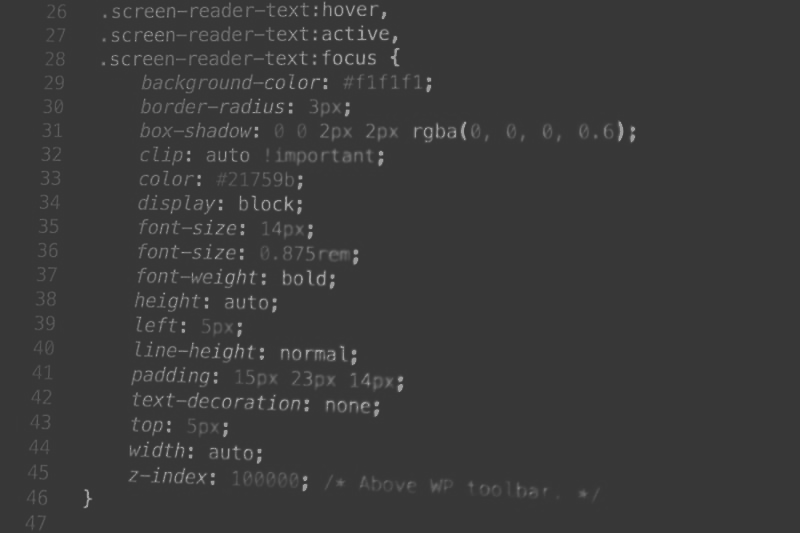 26 .screen-reader-text:hover,
27 .screen-reader-text:active,
28 .screen-reader-text:focus {
29 background-color: #f1f1f1;
30 border-radius: 3px;
31 box-shadow: 0 0 2px 2px rgba(0, 0, 0, 0.6);
32 clip: auto !important;
33 color: #21759b;
34 display: block;
35 font-size: 14px;
36 font-size: 0.875rem;
37 font-weight: bold;
38 height: auto;
39 left: 5px;
40 line-height: normal;
41 padding: 15px 23px 14px;
42 text-decoration: none;
43 top: 5px;
44 width: auto;
45 z-index: 100000; /* Above WP toolbar. */
46 }
47